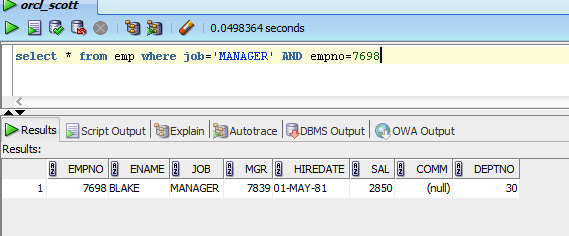 orcl_scott
0.0498364 seconds
select * from emp where job='MANAGER' AND empno=7698
Results Script Output Explain Autotrace DBMS Output OWA Output
Results:
EMPNO ENAME JOB MGR HIREDATE SAL COMM DEPTNO
1 7698 BLAKE MANAGER 7839 01-MAY-81 2850 (null) 30